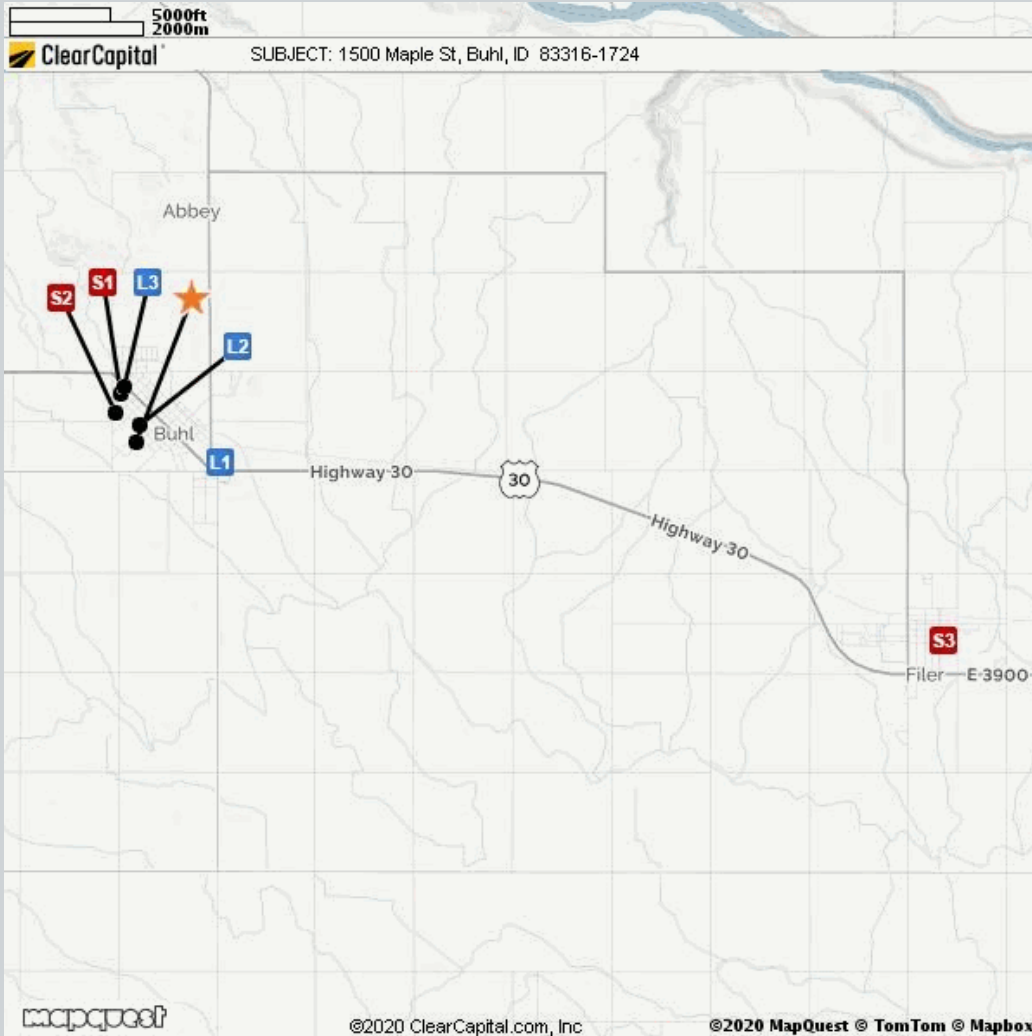 5000ft
2000m
ClearCapital
SUBJECT: 1500 Maple St, Buhl, ID 83316-1724
Abbey
S2
S1
L3
L2
Buhl
L1
Highway 30
30
Highway 30
S3
Filer
E 3900
mapquest
©2020 ClearCapital.com, Inc
©2020 MapQuest © TomTom © Mapbox